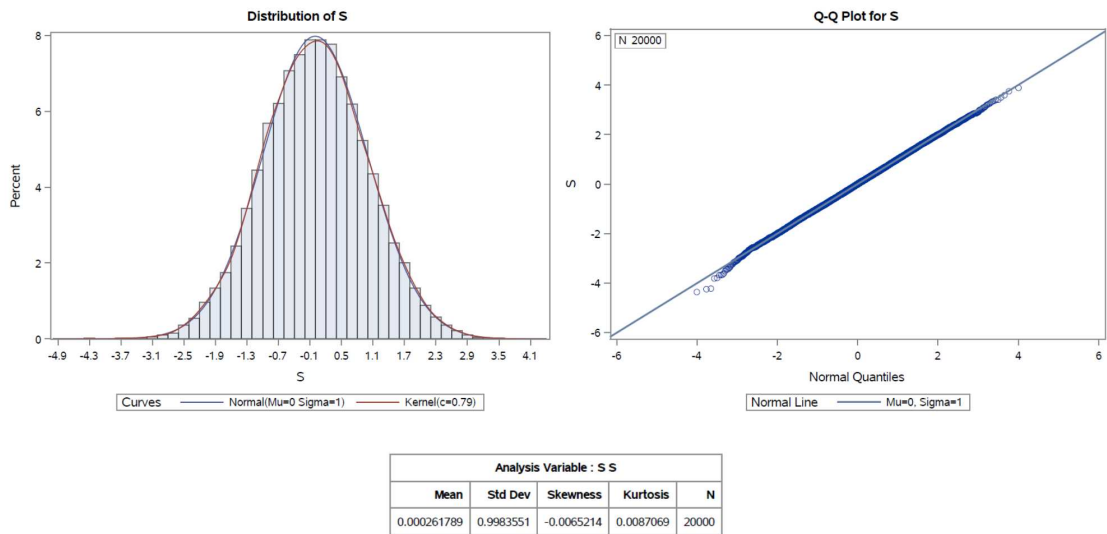 Distribution of S
Percent
8
6
4
2
0
-4.9 -4.3 -3.7 -3.1 -2.5 -1.9 -1.3 -0.7 -0.1 0.5 1.1 1.7 2.3 2.9 3.5 4.1
S
Curves Normal(Mu=0 Sigma=1) Kernel(c=0.79)
Q-Q Plot for S
N 20000
S
6
4
2
0
-2
-4
-6
-6 -4 -2 0 2 4 6
Normal Quantiles
Normal Line Mu=0, Sigma=1
Analysis Variable : S S
Mean Std Dev Skewness Kurtosis N
0.000261789 0.9983551 -0.0065214 0.0087069 20000